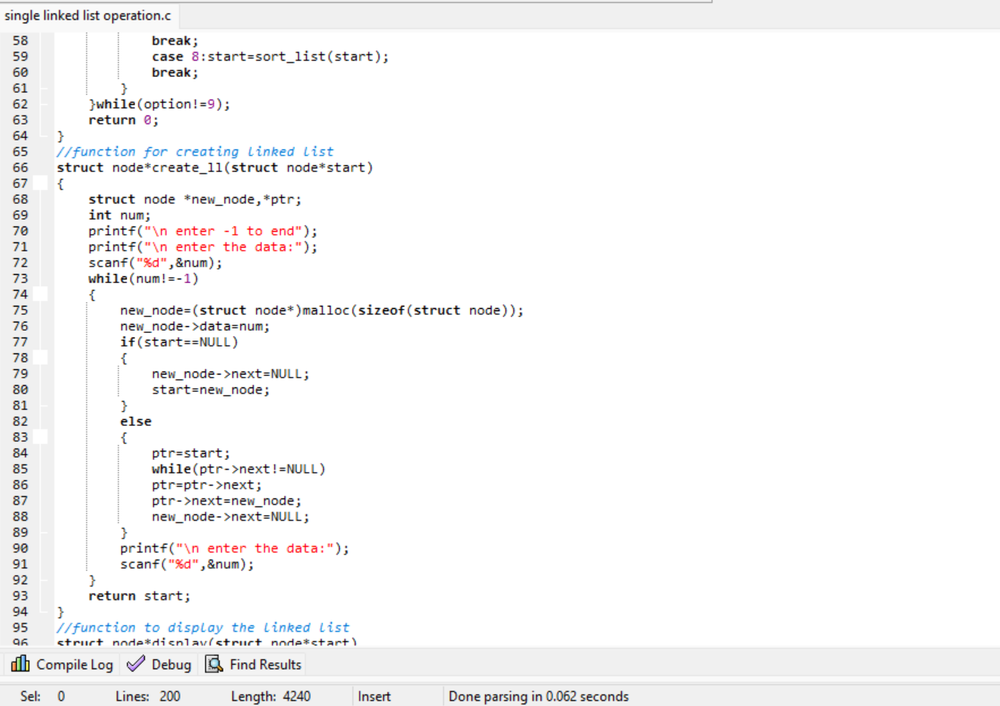 single linked list operation.c
58 break;
59 case 8:start=sort_list(start);
60 break;
61 }
62 }while(option!=9);
63 return 0;
64 }
65 //function for creating linked list
66 struct node*create_ll(struct node*start)
67 {
68 struct node *new_node,*ptr;
69 int num;
70 printf("\n enter -1 to end");
71 printf("\n enter the data:");
72 scanf("%d",&num);
73 while(num!=-1)
74 {
75 new_node=(struct node*)malloc(sizeof(struct node));
76 new_node->data=num;
77 if(start==NULL)
78 {
79 new_node->next=NULL;
80 start=new_node;
81 }
82 else
83 {
84 ptr=start;
85 while(ptr->next!=NULL)
86 ptr=ptr->next;
87 ptr->next=new_node;
88 new_node->next=NULL;
89 }
90 printf("\n enter the data:");
91 scanf("%d",&num);
92 }
93 return start;
94 }
95 //function to display the linked list
96 struct node*display(struct node*start)
Compile Log Debug Find Results
Sel: 0 Lines: 200 Length: 4240 Insert Done parsing in 0.062 seconds